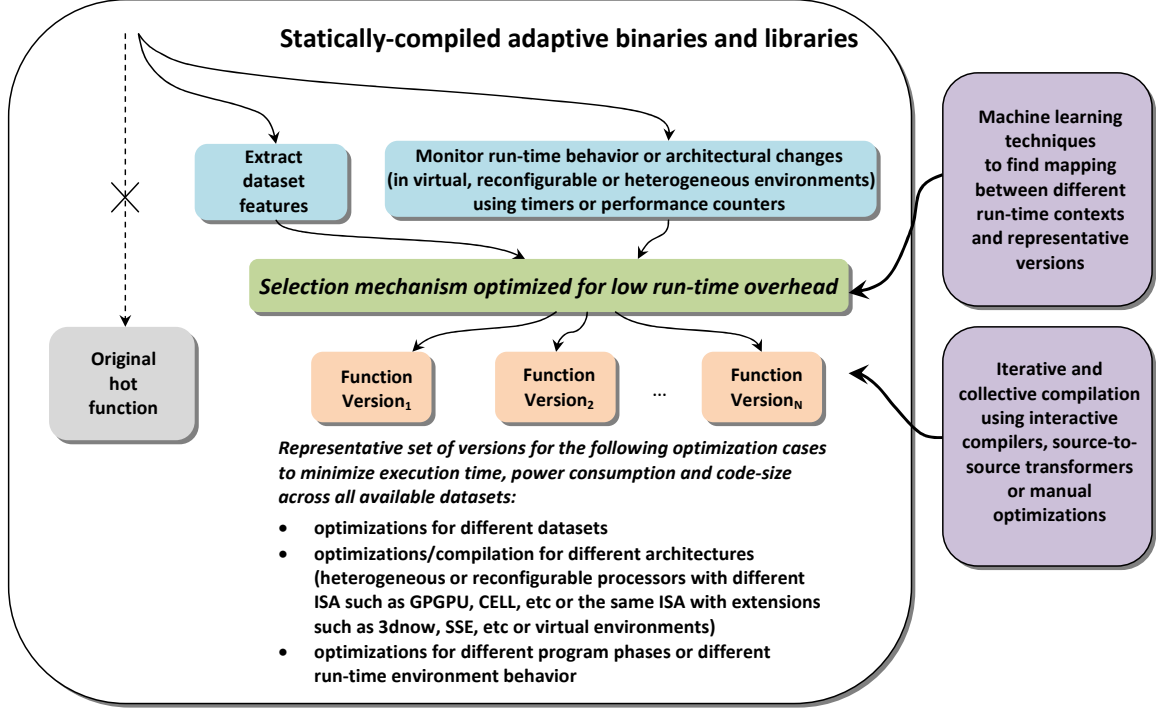 Statically-compiled adaptive binaries and libraries
Extract
dataset
features
Monitor run-time behavior or architectural changes
(in virtual, reconfigurable or heterogeneous environments)
using timers or performance counters
Machine learning
techniques
to find mapping
between different
run-time contexts
and representative
versions
Selection mechanism optimized for low run-time overhead
Original
hot
function
Function
Version₁
Function
Version₂
...
Function
Versionₙ
Iterative and
collective compilation
using interactive
compilers, source-to-
source transformers
or manual
optimizations
Representative set of versions for the following optimization cases
to minimize execution time, power consumption and code-size
across all available datasets:
• optimizations for different datasets
• optimizations/compilation for different architectures
(heterogeneous or reconfigurable processors with different
ISA such as GPGPU, CELL, etc or the same ISA with extensions
such as 3dnow, SSE, etc or virtual environments)
• optimizations for different program phases or different
run-time environment behavior